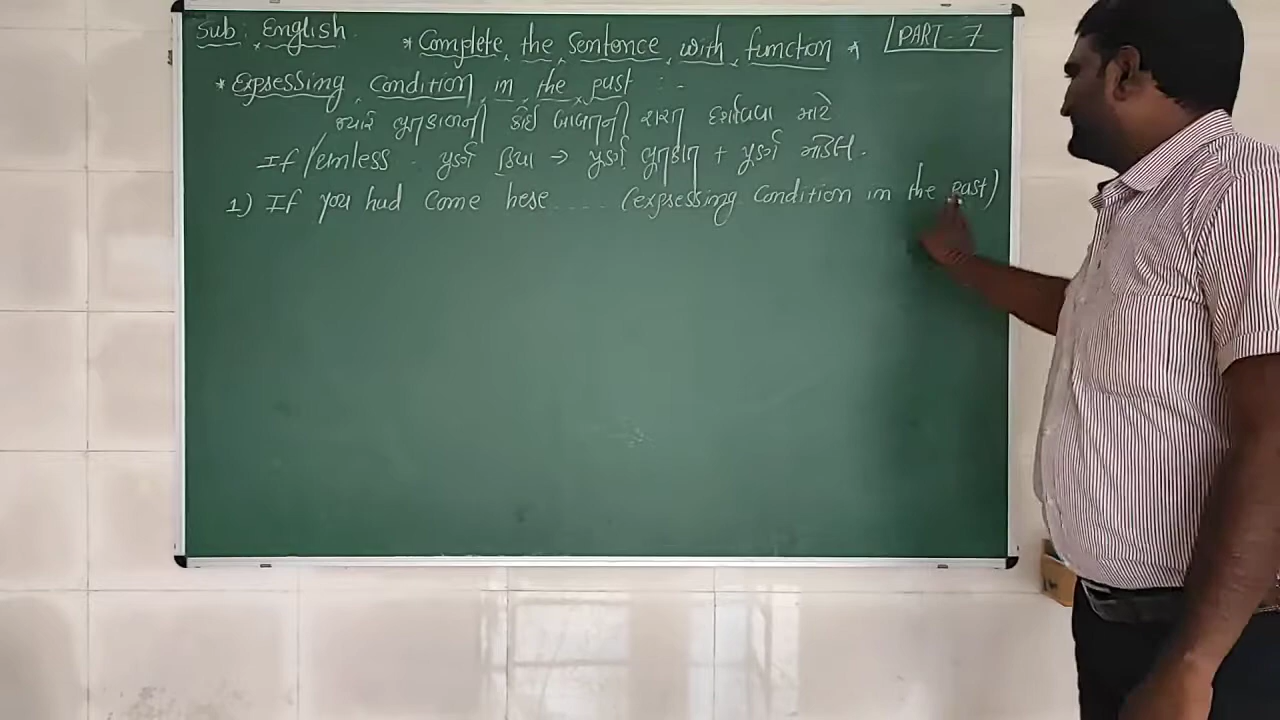 Sub: English
* Complete the Sentence with function *
PART - 7
* Expressing Condition in the past :-
જ્યારે ભુતકાળની કોઈ બાબતની શરત દર્શાવવા માટે
If / unless પુર્ણ ક્રિયા → પુર્ણ ભુતકાળ + પુર્ણ મોડલ.
1) If you had come here .... (expressing Condition in the past)